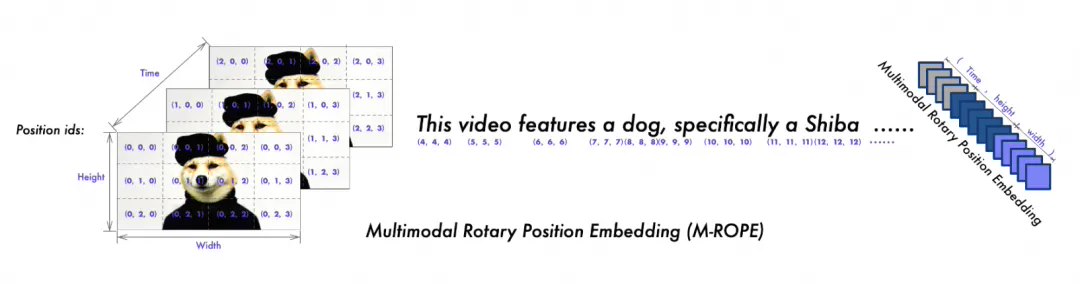 Time
Position ids:
Height
Width
(2, 0, 0) (2, 0, 1) (2, 0, 2) (2, 0, 3)
(2, 1, 3)
(2, 2, 3)
(1, 0, 0) (1, 0, 1) (1, 0, 2) (1, 0, 3)
(1, 1, 3)
(1, 2, 3)
(0, 0, 0) (0, 0, 1) (0, 0, 2) (0, 0, 3)
(0, 1, 0) (0, 1, 1) (0, 1, 2) (0, 1, 3)
(0, 2, 0) (0, 2, 1) (0, 2, 2) (0, 2, 3)
This video features a dog, specifically a Shiba ......
(4, 4, 4) (5, 5, 5) (6, 6, 6) (7, 7, 7)(8, 8, 8)(9, 9, 9) (10, 10, 10) (11, 11, 11)(12, 12, 12) ......
Multimodal Rotary Position Embedding (M-ROPE)
( Time , height , width )
Multimodal Rotary Position Embedding